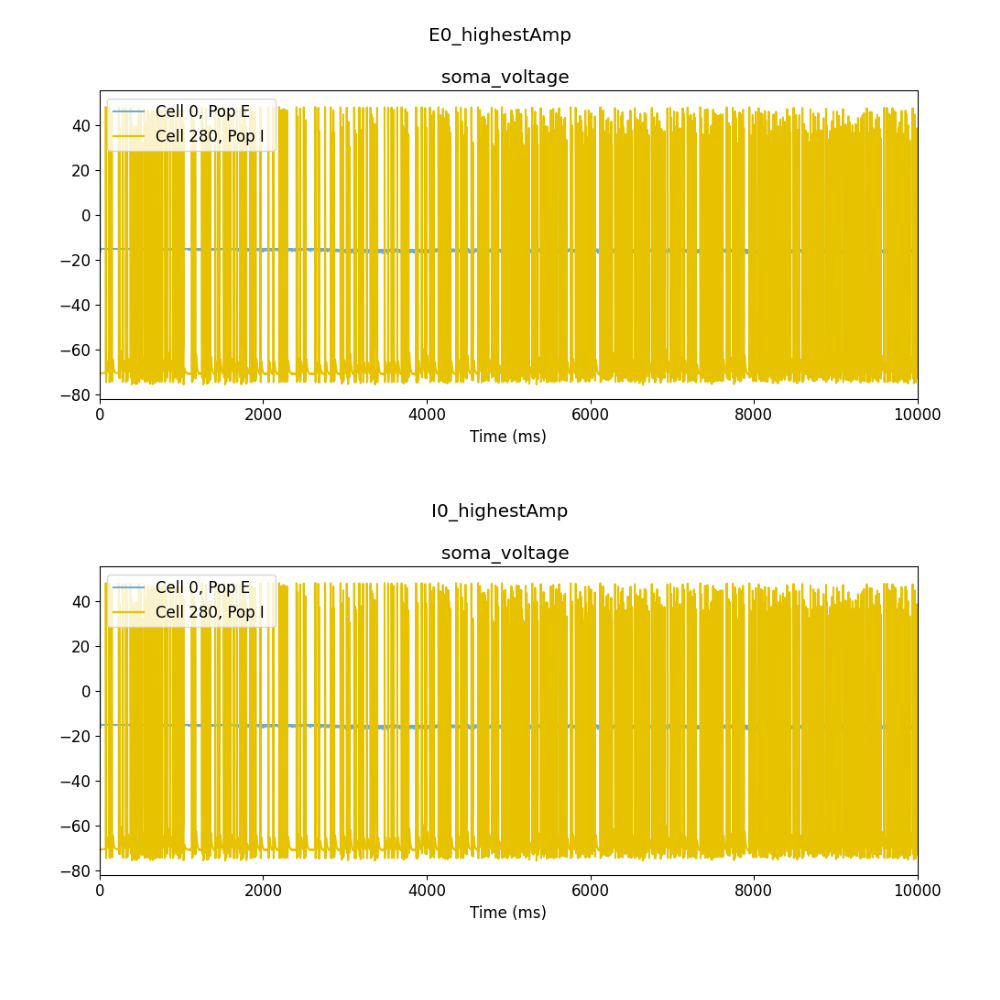 E0_highestAmp
soma_voltage
Cell 0, Pop E
Cell 280, Pop I
40
20
0
−20
−40
−60
−80
0 2000 4000 6000 8000 10000
Time (ms)
I0_highestAmp
soma_voltage
Cell 0, Pop E
Cell 280, Pop I
40
20
0
−20
−40
−60
−80
0 2000 4000 6000 8000 10000
Time (ms)